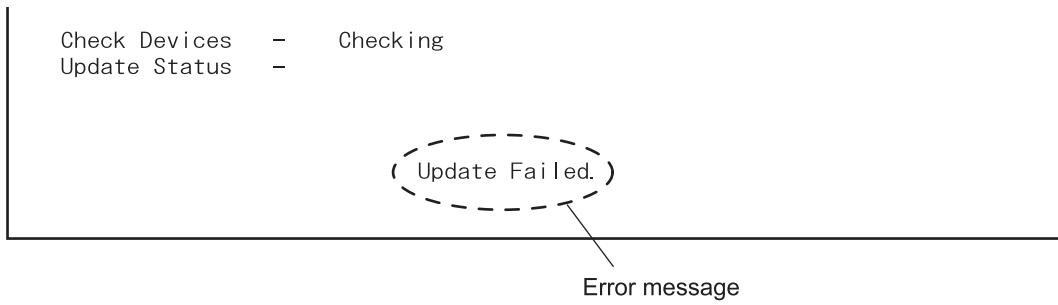 Check Devices - Checking
Update Status -
Update Failed.
Error message